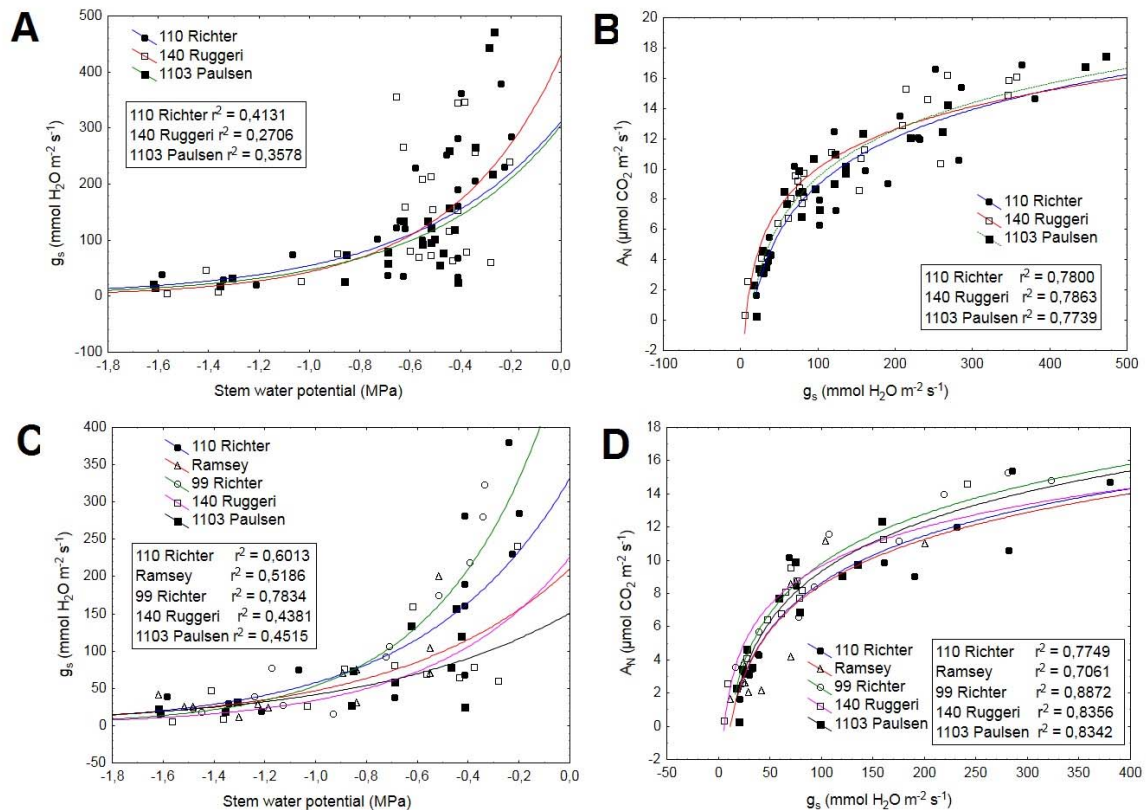 A
500
400
300
200
100
0
-100
g_s (mmol H₂O m⁻² s⁻¹)
110 Richter
140 Ruggeri
1103 Paulsen
110 Richter r² = 0,4131
140 Ruggeri r² = 0,2706
1103 Paulsen r² = 0,3578
-1,8 -1,6 -1,4 -1,2 -1,0 -0,8 -0,6 -0,4 -0,2 0,0
Stem water potential (MPa)
B
20
18
16
14
12
10
8
6
4
2
0
-2
A_N (µmol CO₂ m⁻² s⁻¹)
110 Richter
140 Ruggeri
1103 Paulsen
110 Richter r² = 0,7800
140 Ruggeri r² = 0,7863
1103 Paulsen r² = 0,7739
-100 0 100 200 300 400 500
g_s (mmol H₂O m⁻² s⁻¹)
C
400
350
300
250
200
150
100
50
0
-50
g_s (mmol H₂O m⁻² s⁻¹)
110 Richter
Ramsey
99 Richter
140 Ruggeri
1103 Paulsen
110 Richter r² = 0,6013
Ramsey r² = 0,5186
99 Richter r² = 0,7834
140 Ruggeri r² = 0,4381
1103 Paulsen r² = 0,4515
-1,8 -1,6 -1,4 -1,2 -1,0 -0,8 -0,6 -0,4 -0,2 0,0
Stem water potential (MPa)
D
18
16
14
12
10
8
6
4
2
0
-2
A_N (µmol CO₂ m⁻² s⁻¹)
110 Richter
Ramsey
99 Richter
140 Ruggeri
1103 Paulsen
110 Richter r² = 0,7749
Ramsey r² = 0,7061
99 Richter r² = 0,8872
140 Ruggeri r² = 0,8356
1103 Paulsen r² = 0,8342
-50 0 50 100 150 200 250 300 350 400
g_s (mmol H₂O m⁻² s⁻¹)